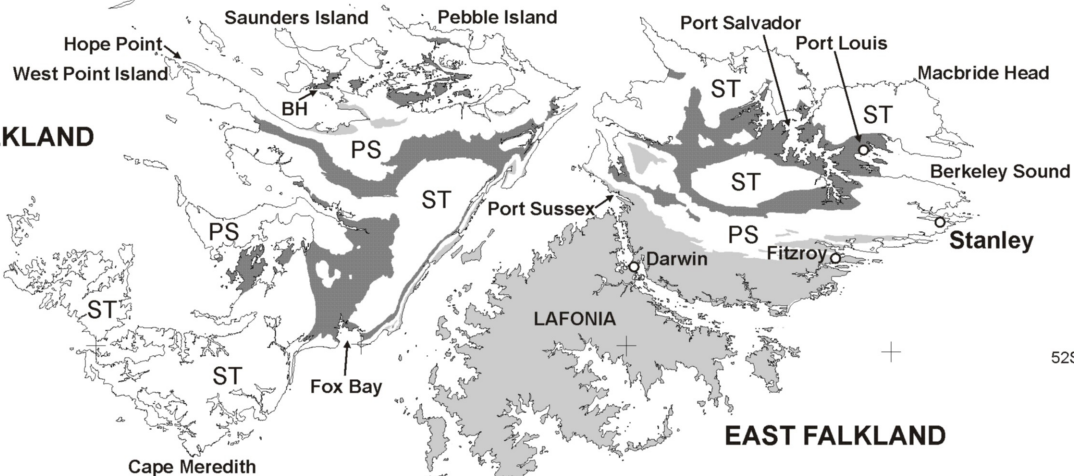 Saunders Island
Pebble Island
Port Salvador
Hope Point
Port Louis
West Point Island
Macbride Head
ST
BH
ST
KLAND
PS
ST
Berkeley Sound
ST
Port Sussex
PS
PS
Stanley
Fitzroy
Darwin
ST
LAFONIA
52S
ST
Fox Bay
EAST FALKLAND
Cape Meredith